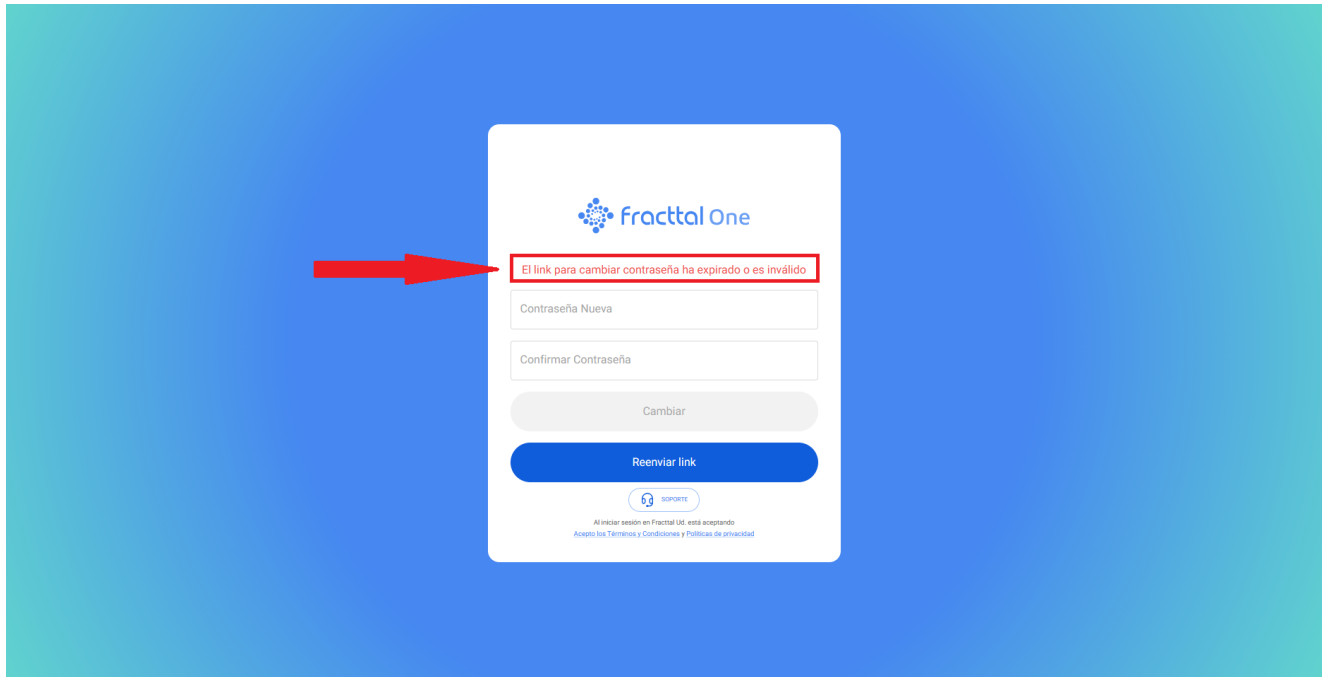 fracttal One
El link para cambiar contraseña ha expirado o es inválido
Contraseña Nueva
Confirmar Contraseña
Cambiar
Reenviar link
SOPORTE
Al iniciar sesión en Fracttal Ud. está aceptando
Acepto los Términos y Condiciones y Políticas de privacidad